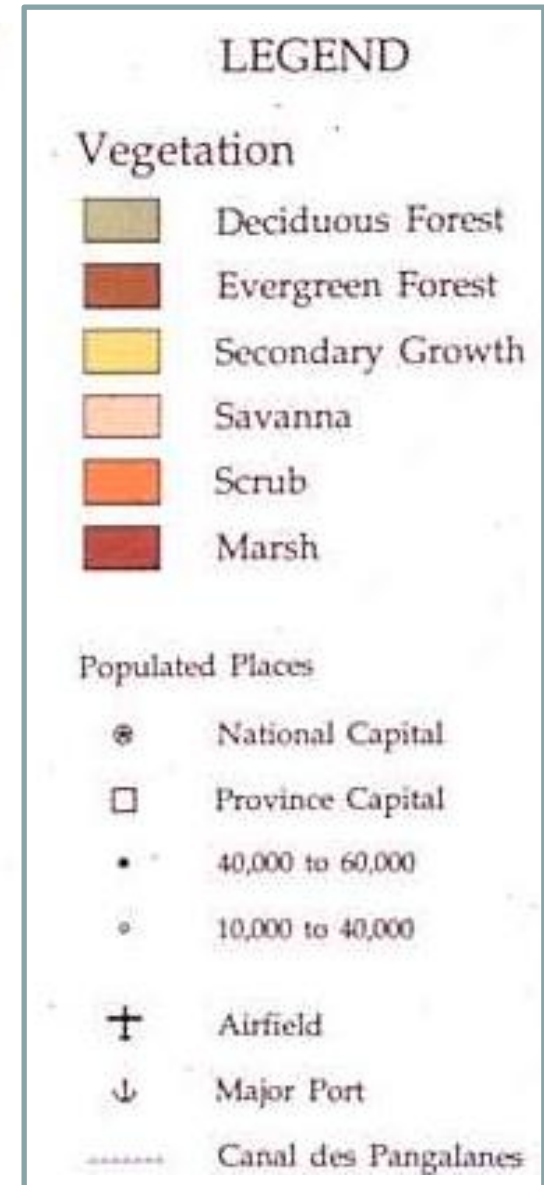 LEGEND
Vegetation
Deciduous Forest
Evergreen Forest
Secondary Growth
Savanna
Scrub
Marsh
Populated Places
National Capital
Province Capital
40,000 to 60,000
10,000 to 40,000
Airfield
Major Port
Canal des Pangalanes